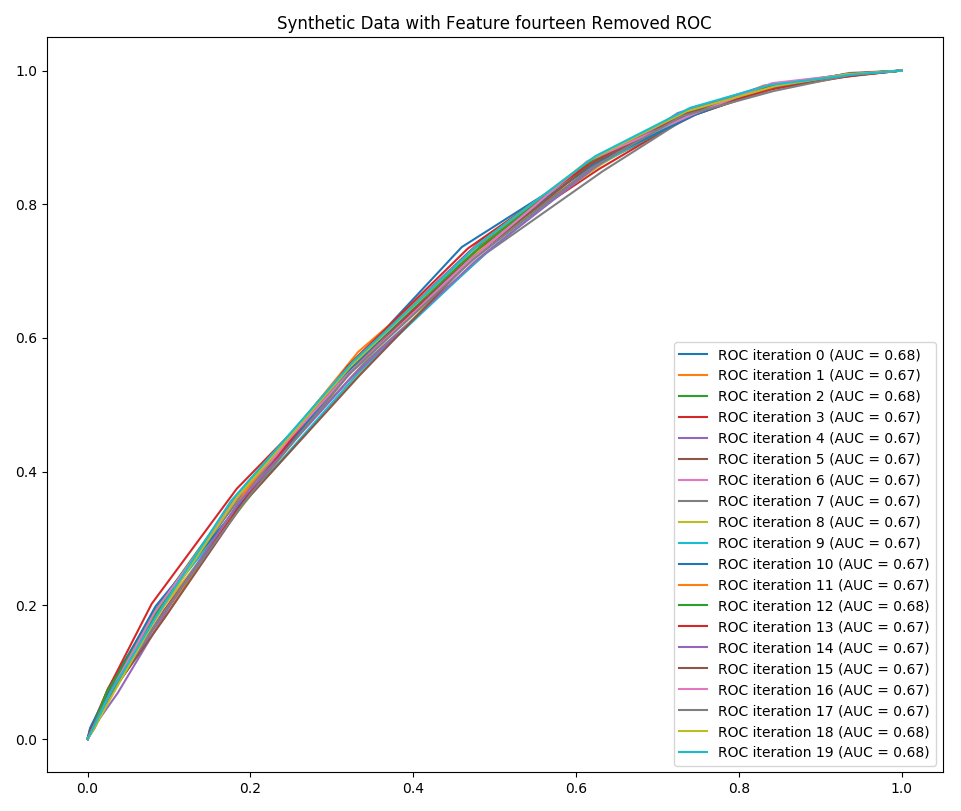 Synthetic Data with Feature fourteen Removed ROC
1.0
0.8
0.6
0.4
0.2
0.0
ROC iteration 0 (AUC = 0.68)
ROC iteration 1 (AUC = 0.67)
ROC iteration 2 (AUC = 0.68)
ROC iteration 3 (AUC = 0.67)
ROC iteration 4 (AUC = 0.67)
ROC iteration 5 (AUC = 0.67)
ROC iteration 6 (AUC = 0.67)
ROC iteration 7 (AUC = 0.67)
ROC iteration 8 (AUC = 0.67)
ROC iteration 9 (AUC = 0.67)
ROC iteration 10 (AUC = 0.67)
ROC iteration 11 (AUC = 0.67)
ROC iteration 12 (AUC = 0.68)
ROC iteration 13 (AUC = 0.67)
ROC iteration 14 (AUC = 0.67)
ROC iteration 15 (AUC = 0.67)
ROC iteration 16 (AUC = 0.67)
ROC iteration 17 (AUC = 0.67)
ROC iteration 18 (AUC = 0.68)
ROC iteration 19 (AUC = 0.68)
0.0 0.2 0.4 0.6 0.8 1.0